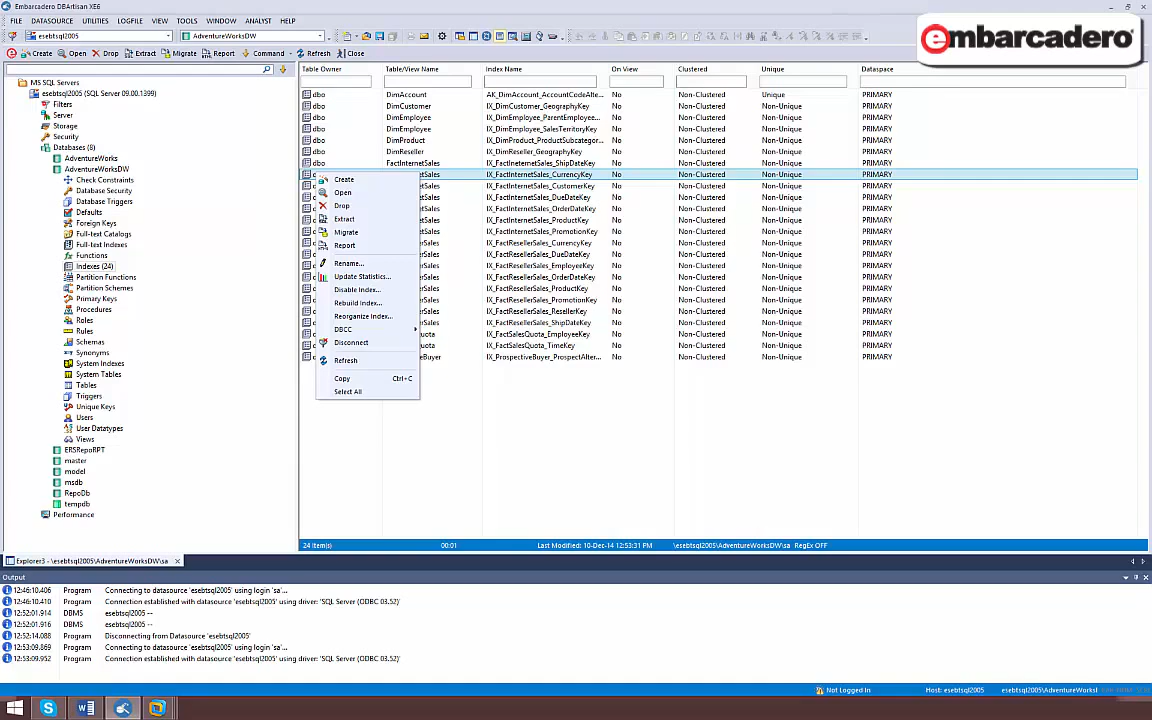 Embarcadero DBArtisan XE6
FILE DATASOURCE UTILITIES LOGFILE VIEW TOOLS WINDOW ANALYST HELP
esebtsql2005 AdventureWorksDW
Create Open Drop Extract Migrate Report Command Refresh Close
embarcadero®
Table Owner Table/View Name Index Name On View Clustered Unique Dataspace
MS SQL Servers
esebtsql2005 (SQL Server 09.00.1399)
Filters
Server
Storage
Security
Databases (8)
AdventureWorks
AdventureWorksDW
Check Constraints
Database Security
Database Triggers
Defaults
Foreign Keys
Full-text Catalogs
Full-text Indexes
Functions
Indexes (24)
Partition Functions
Partition Schemes
Primary Keys
Procedures
Roles
Rules
Schemas
Synonyms
System Indexes
System Tables
Tables
Triggers
Unique Keys
Users
User Datatypes
Views
ERSRepoRPT
master
model
msdb
RepoDb
tempdb
Performance
dbo DimAccount AK_DimAccount_AccountCodeAlte... No Non-Clustered Unique PRIMARY
dbo DimCustomer IX_DimCustomer_GeographyKey No Non-Clustered Non-Unique PRIMARY
dbo DimEmployee IX_DimEmployee_ParentEmployee... No Non-Clustered Non-Unique PRIMARY
dbo DimEmployee IX_DimEmployee_SalesTerritoryKey No Non-Clustered Non-Unique PRIMARY
dbo DimProduct IX_DimProduct_ProductSubcategor... No Non-Clustered Non-Unique PRIMARY
dbo DimReseller IX_DimReseller_GeographyKey No Non-Clustered Non-Unique PRIMARY
dbo FactInternetSales IX_FactIneternetSales_ShipDateKey No Non-Clustered Non-Unique PRIMARY
etSales IX_FactInternetSales_CurrencyKey No Non-Clustered Non-Unique PRIMARY
etSales IX_FactInternetSales_CustomerKey No Non-Clustered Non-Unique PRIMARY
etSales IX_FactInternetSales_DueDateKey No Non-Clustered Non-Unique PRIMARY
etSales IX_FactInternetSales_OrderDateKey No Non-Clustered Non-Unique PRIMARY
etSales IX_FactInternetSales_ProductKey No Non-Clustered Non-Unique PRIMARY
etSales IX_FactInternetSales_PromotionKey No Non-Clustered Non-Unique PRIMARY
erSales IX_FactResellerSales_CurrencyKey No Non-Clustered Non-Unique PRIMARY
erSales IX_FactResellerSales_DueDateKey No Non-Clustered Non-Unique PRIMARY
erSales IX_FactResellerSales_EmployeeKey No Non-Clustered Non-Unique PRIMARY
erSales IX_FactResellerSales_OrderDateKey No Non-Clustered Non-Unique PRIMARY
erSales IX_FactResellerSales_ProductKey No Non-Clustered Non-Unique PRIMARY
erSales IX_FactResellerSales_PromotionKey No Non-Clustered Non-Unique PRIMARY
erSales IX_FactResellerSales_ResellerKey No Non-Clustered Non-Unique PRIMARY
erSales IX_FactResellerSales_ShipDateKey No Non-Clustered Non-Unique PRIMARY
uota IX_FactSalesQuota_EmployeeKey No Non-Clustered Non-Unique PRIMARY
uota IX_FactSalesQuota_TimeKey No Non-Clustered Non-Unique PRIMARY
eBuyer IX_ProspectiveBuyer_ProspectAlter... No Non-Clustered Non-Unique PRIMARY
Create
Open
Drop
Extract
Migrate
Report
Rename...
Update Statistics...
Disable Index...
Rebuild Index...
Reorganize Index...
DBCC
Disconnect
Refresh
Copy Ctrl+C
Select All
24 Item(s) 00:01 Last Modified: 10-Dec-14 12:53:31 PM \esebtsql2005\AdventureWorksDW\sa RegEx OFF
Explorer3 - \esebtsql2005\AdventureWorksDW\sa
Output
12:46:10.406 Program Connecting to datasource 'esebtsql2005' using login 'sa'...
12:46:10.410 Program Connection established with datasource 'esebtsql2005' using driver: 'SQL Server (ODBC 03.52)'
12:52:01.914 DBMS esebtsql2005 --
12:52:01.916 DBMS esebtsql2005 --
12:52:14.088 Program Disconnecting from Datasource 'esebtsql2005'
12:53:09.869 Program Connecting to datasource 'esebtsql2005' using login 'sa'...
12:53:09.952 Program Connection established with datasource 'esebtsql2005' using driver: 'SQL Server (ODBC 03.52)'
Not Logged In Host: esebtsql2005 esebtsql2005\AdventureWorksI